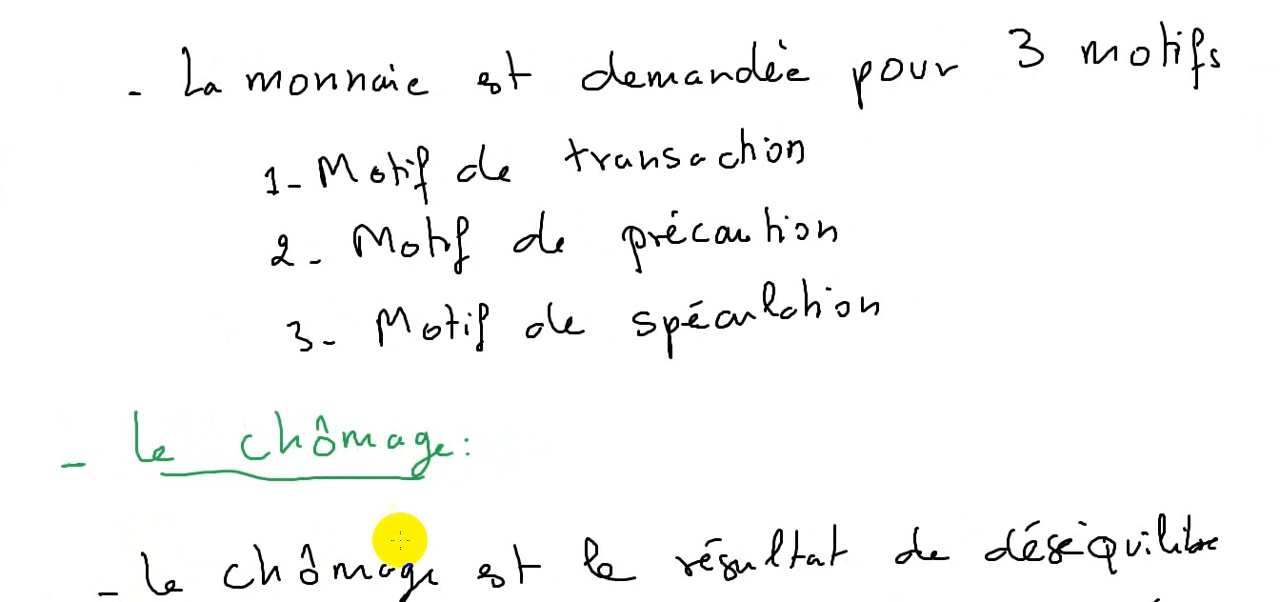 - La monnaie est demandée pour 3 motifs
1- Motif de transaction
2- Motif de précaution
3- Motif de spéculation
- Le chômage:
- Le chômage est le résultat de déséquilibre